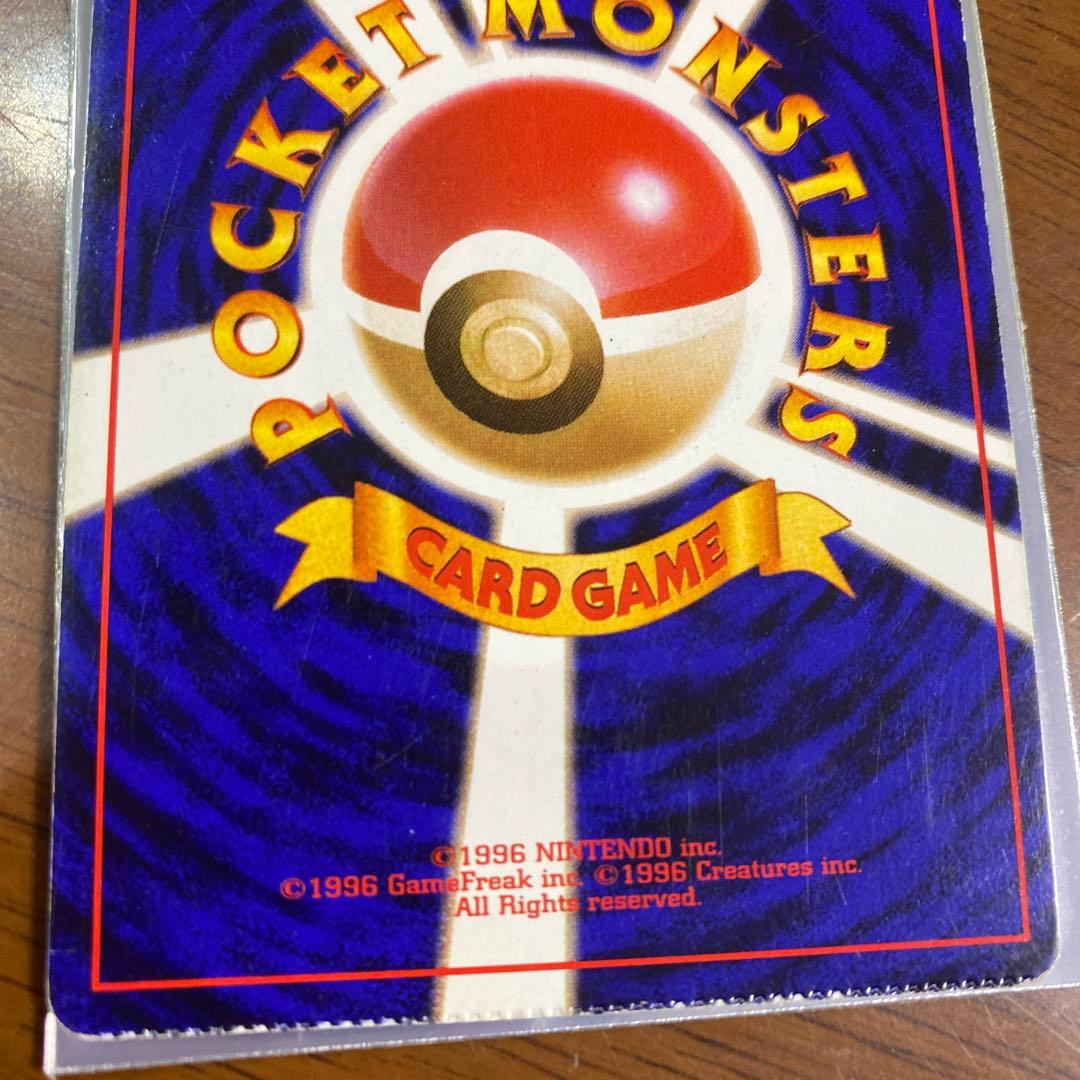 POCKET MONSTERS
CARD GAME
©1996 NINTENDO inc.
©1996 GameFreak inc. ©1996 Creatures inc.
All Rights reserved.